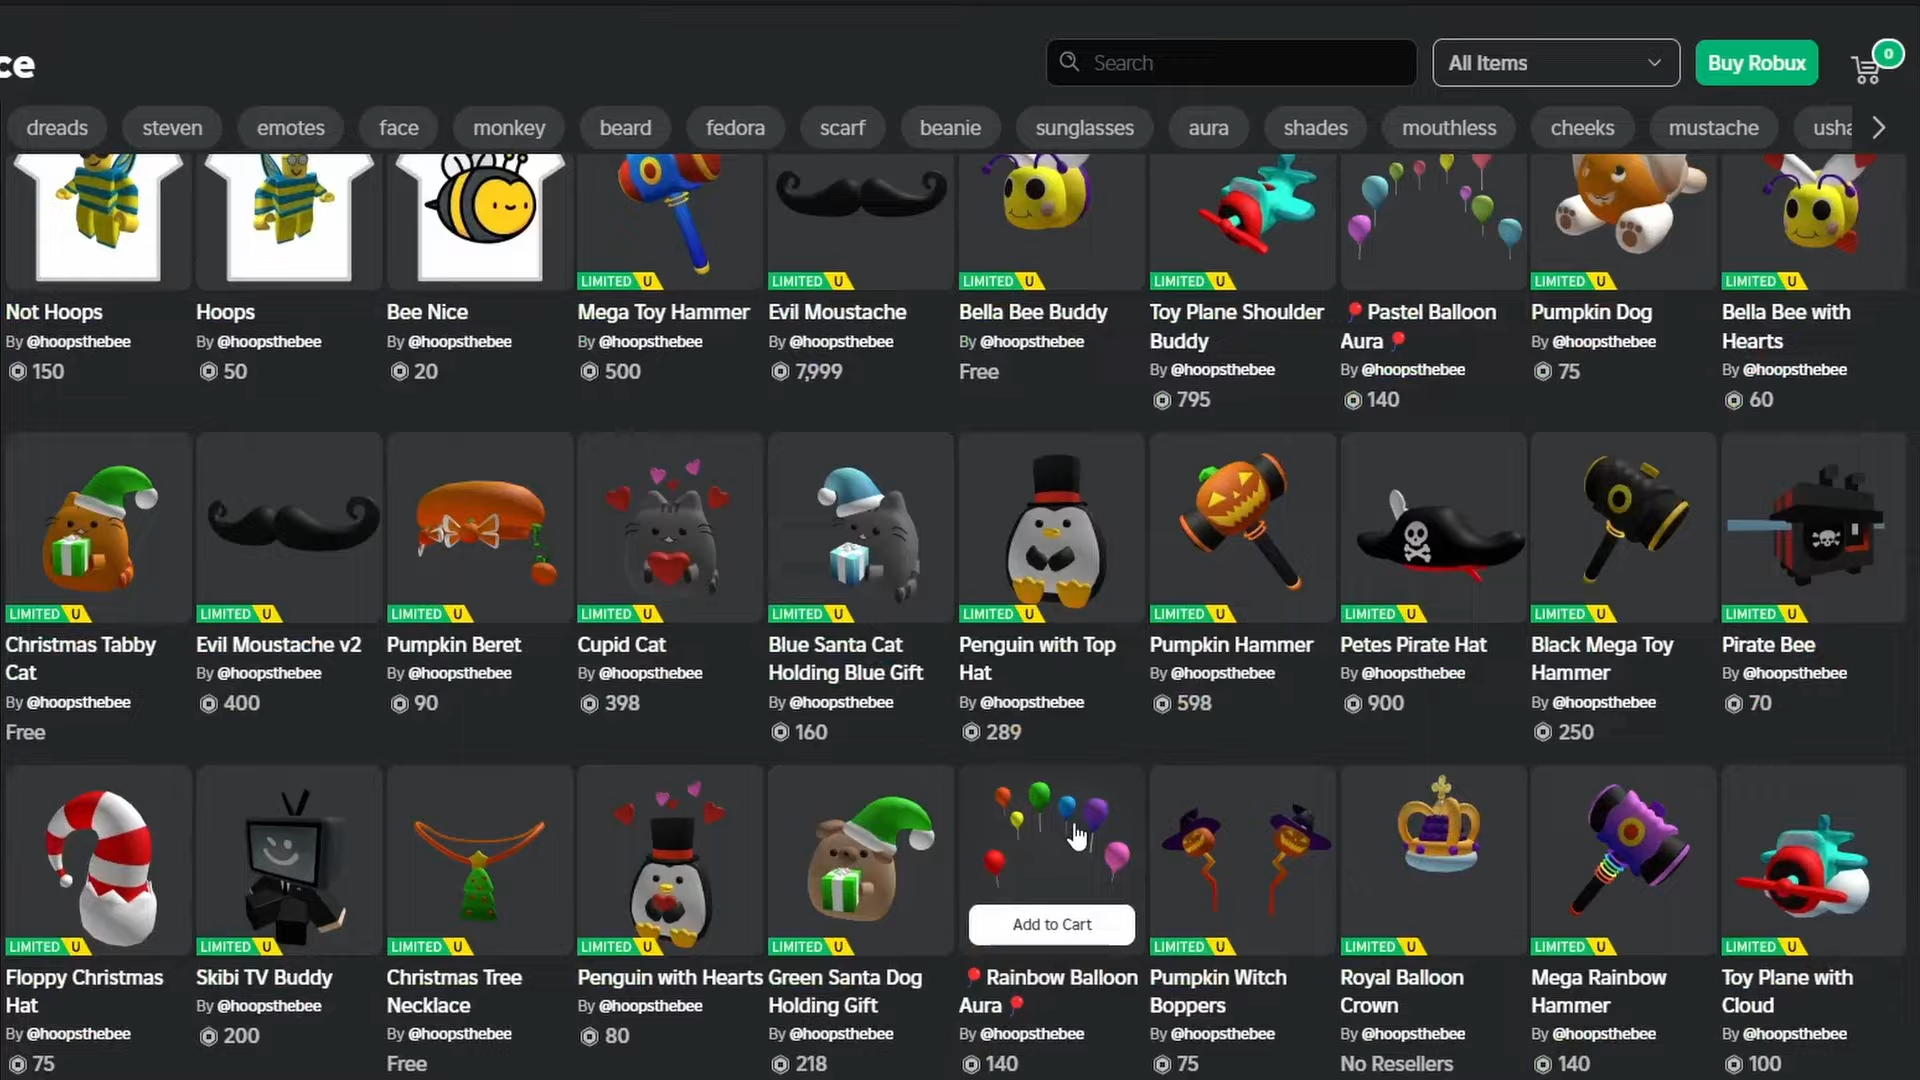 ce
Search
All Items
Buy Robux
0
dreads
steven
emotes
face
monkey
beard
fedora
scarf
beanie
sunglasses
aura
shades
mouthless
cheeks
mustache
usha
LIMITED U
LIMITED U
LIMITED U
LIMITED U
LIMITED U
LIMITED U
Not Hoops
By @hoopsthebee
150
Hoops
By @hoopsthebee
50
Bee Nice
By @hoopsthebee
20
Mega Toy Hammer
By @hoopsthebee
500
Evil Moustache
By @hoopsthebee
7,999
Bella Bee Buddy
By @hoopsthebee
Free
Toy Plane Shoulder
Buddy
By @hoopsthebee
795
🎈Pastel Balloon
Aura🎈
By @hoopsthebee
140
Pumpkin Dog
By @hoopsthebee
75
Bella Bee with
Hearts
By @hoopsthebee
60
LIMITED U
Christmas Tabby
Cat
By @hoopsthebee
Free
LIMITED U
Evil Moustache v2
By @hoopsthebee
400
LIMITED U
Pumpkin Beret
By @hoopsthebee
90
LIMITED U
Cupid Cat
By @hoopsthebee
398
LIMITED U
Blue Santa Cat
Holding Blue Gift
By @hoopsthebee
160
LIMITED U
Penguin with Top
Hat
By @hoopsthebee
289
LIMITED U
Pumpkin Hammer
By @hoopsthebee
598
LIMITED U
Petes Pirate Hat
By @hoopsthebee
900
LIMITED U
Black Mega Toy
Hammer
By @hoopsthebee
250
LIMITED U
Pirate Bee
By @hoopsthebee
70
LIMITED U
Floppy Christmas
Hat
By @hoopsthebee
75
LIMITED U
Skibi TV Buddy
By @hoopsthebee
200
LIMITED U
Christmas Tree
Necklace
By @hoopsthebee
Free
LIMITED U
Penguin with Hearts
By @hoopsthebee
80
LIMITED U
Green Santa Dog
Holding Gift
By @hoopsthebee
218
Add to Cart
🎈Rainbow Balloon
Aura🎈
By @hoopsthebee
140
LIMITED U
Pumpkin Witch
Boppers
By @hoopsthebee
75
LIMITED U
Royal Balloon
Crown
By @hoopsthebee
No Resellers
LIMITED U
Mega Rainbow
Hammer
By @hoopsthebee
140
LIMITED U
Toy Plane with
Cloud
By @hoopsthebee
100